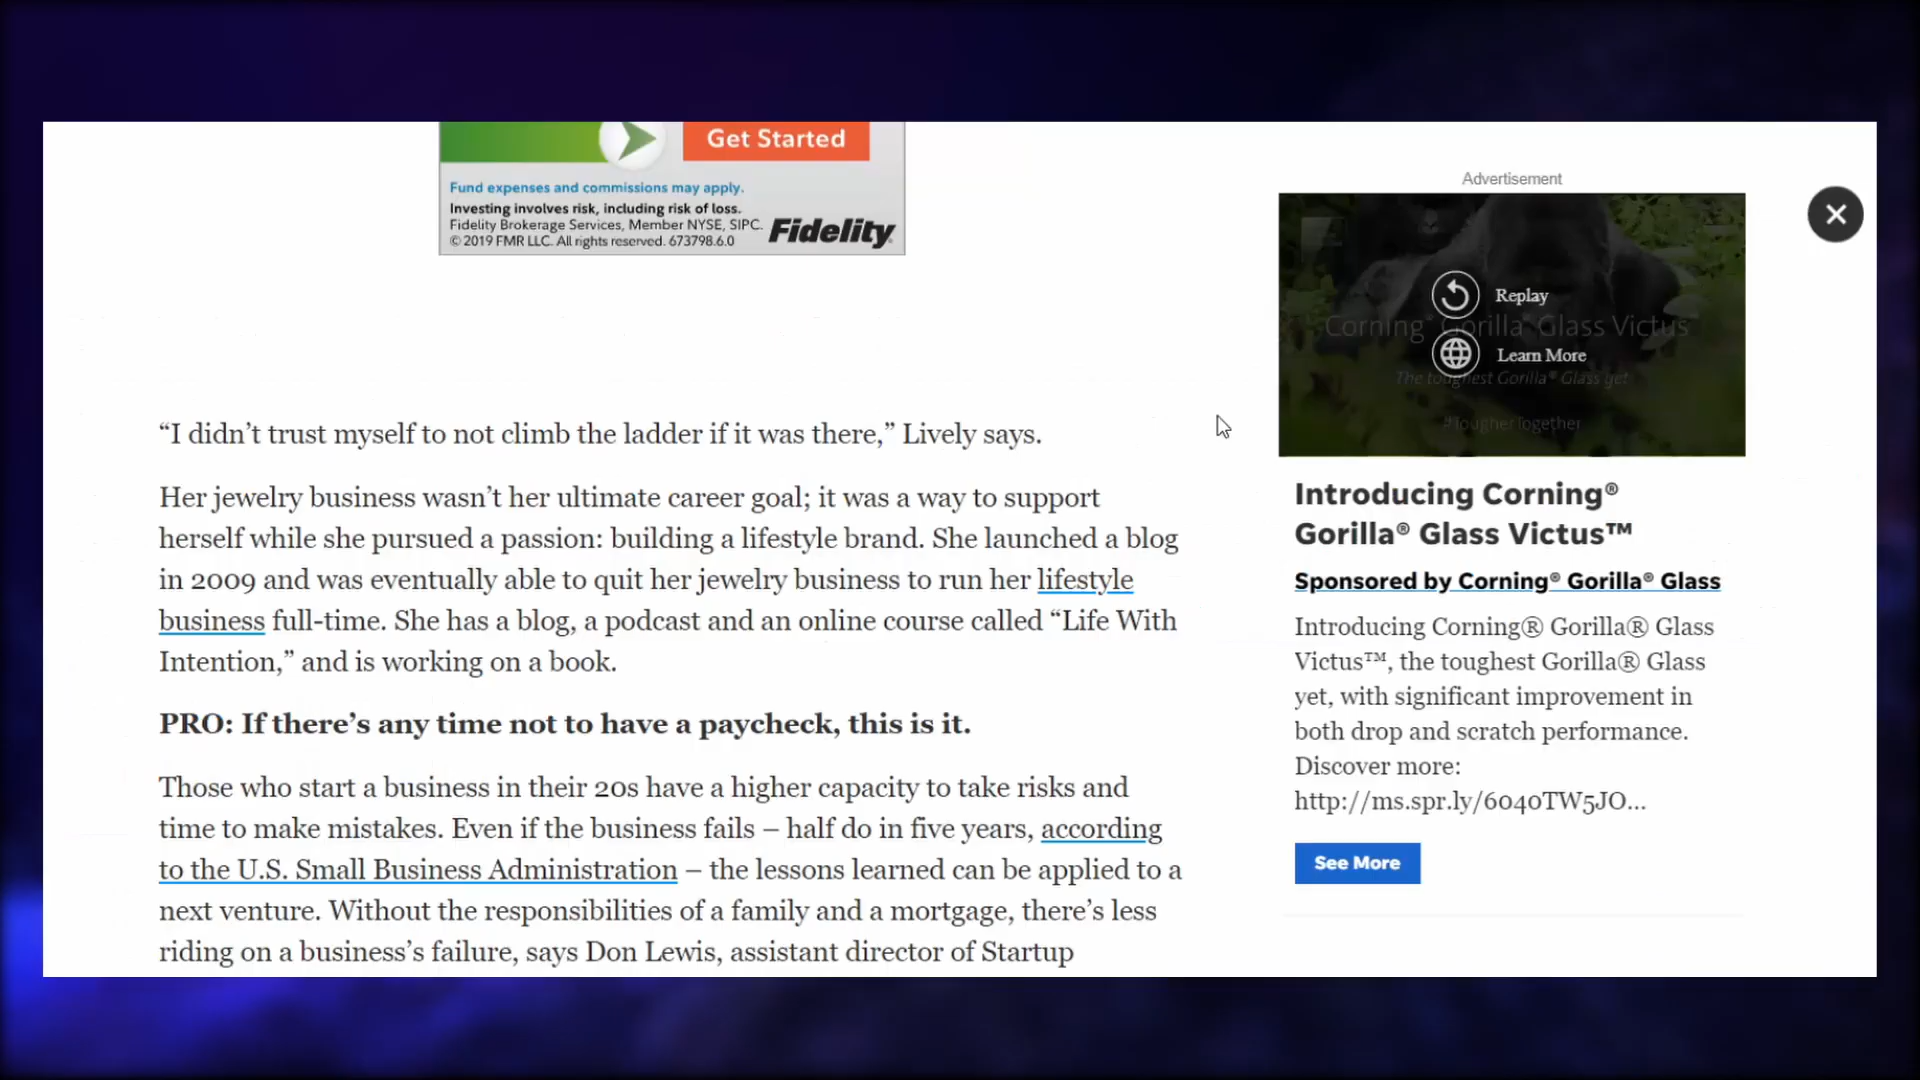 Get Started
Fund expenses and commissions may apply.
Investing involves risk, including risk of loss.
Fidelity Brokerage Services, Member NYSE, SIPC.
© 2019 FMR LLC. All rights reserved. 673798.6.0
Fidelity
“I didn’t trust myself to not climb the ladder if it was there,” Lively says.
Her jewelry business wasn’t her ultimate career goal; it was a way to support
herself while she pursued a passion: building a lifestyle brand. She launched a blog
in 2009 and was eventually able to quit her jewelry business to run her lifestyle
business full-time. She has a blog, a podcast and an online course called “Life With
Intention,” and is working on a book.
PRO: If there’s any time not to have a paycheck, this is it.
Those who start a business in their 20s have a higher capacity to take risks and
time to make mistakes. Even if the business fails – half do in five years, according
to the U.S. Small Business Administration – the lessons learned can be applied to a
next venture. Without the responsibilities of a family and a mortgage, there’s less
riding on a business’s failure, says Don Lewis, assistant director of Startup
Advertisement
Replay
Corning® Gorilla® Glass Victus
Learn More
The toughest Gorilla® Glass yet
#TougherTogether
Introducing Corning®
Gorilla® Glass Victus™
Sponsored by Corning® Gorilla® Glass
Introducing Corning® Gorilla® Glass
Victus™, the toughest Gorilla® Glass
yet, with significant improvement in
both drop and scratch performance.
Discover more:
http://ms.spr.ly/6040TW5JO...
See More